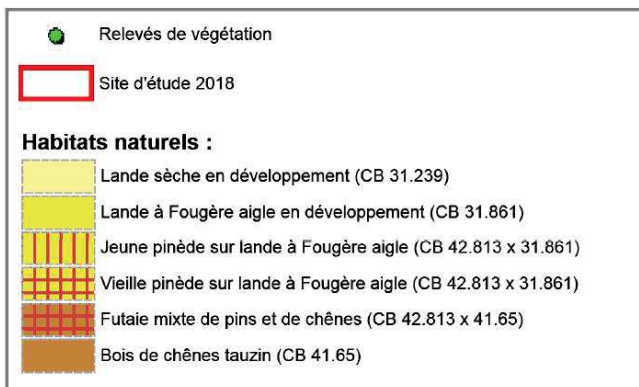 Relevés de végétation
Site d'étude 2018
Habitats naturels :
Lande sèche en développement (CB 31.239)
Lande à Fougère aigle en développement (CB 31.861)
Jeune pinède sur lande à Fougère aigle (CB 42.813 x 31.861)
Vieille pinède sur lande à Fougère aigle (CB 42.813 x 31.861)
Futaie mixte de pins et de chênes (CB 42.813 x 41.65)
Bois de chênes tauzin (CB 41.65)